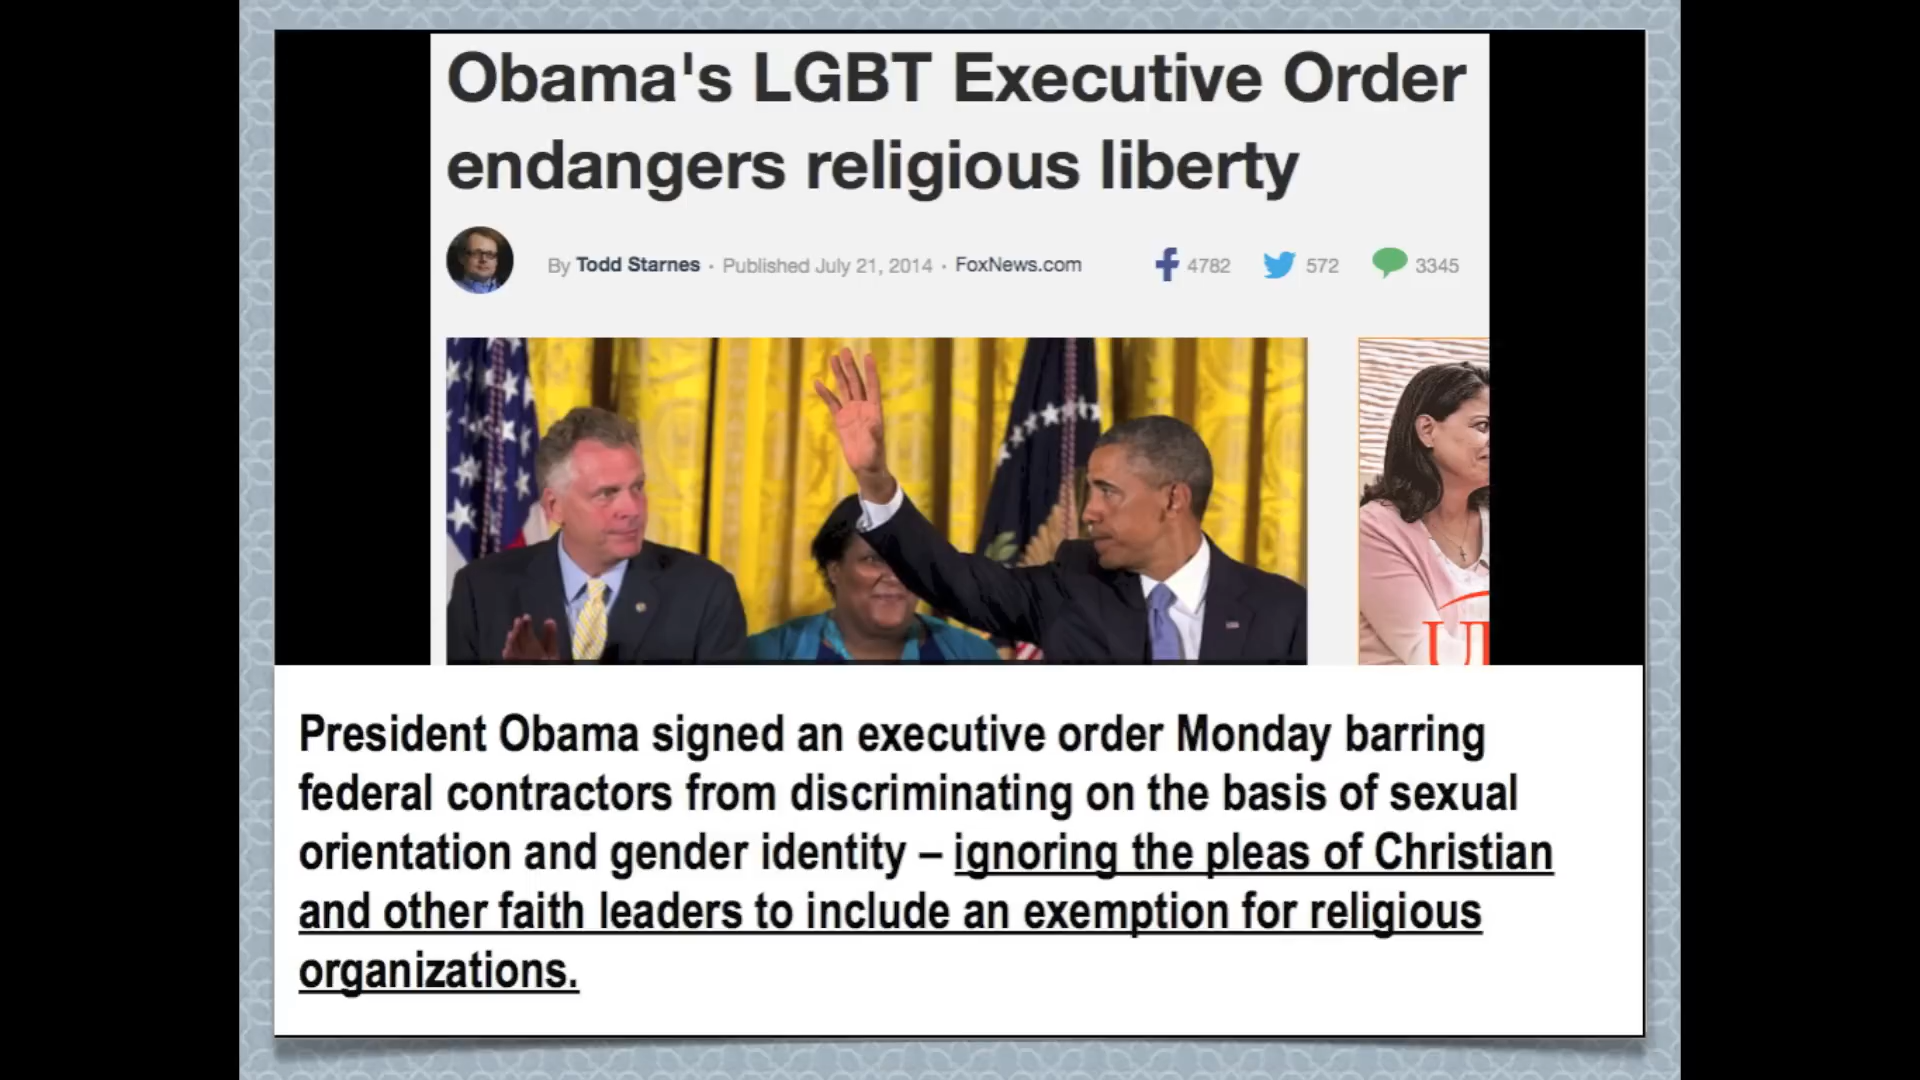 Obama's LGBT Executive Order
endangers religious liberty
By Todd Starnes · Published July 21, 2014 · FoxNews.com 4782 572 3345
President Obama signed an executive order Monday barring
federal contractors from discriminating on the basis of sexual
orientation and gender identity – ignoring the pleas of Christian
and other faith leaders to include an exemption for religious
organizations.